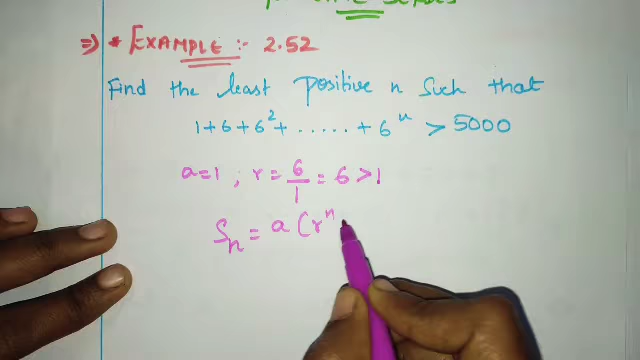 ⇒ * EXAMPLE :- 2.52
Find the least positive n such that
1+6+6²+ ...... + 6ⁿ > 5000
a=1 ; r = 6/1 = 6 > 1
Sₙ = a (rⁿ